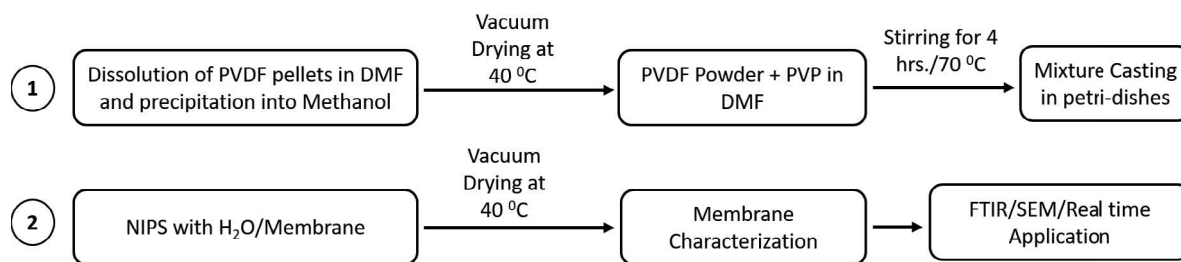 1
Dissolution of PVDF pellets in DMF
and precipitation into Methanol
Vacuum
Drying at
40 ⁰C
PVDF Powder + PVP in
DMF
Stirring for 4
hrs./70 ⁰C
Mixture Casting
in petri-dishes
2
NIPS with H₂O/Membrane
Vacuum
Drying at
40 ⁰C
Membrane
Characterization
FTIR/SEM/Real time
Application